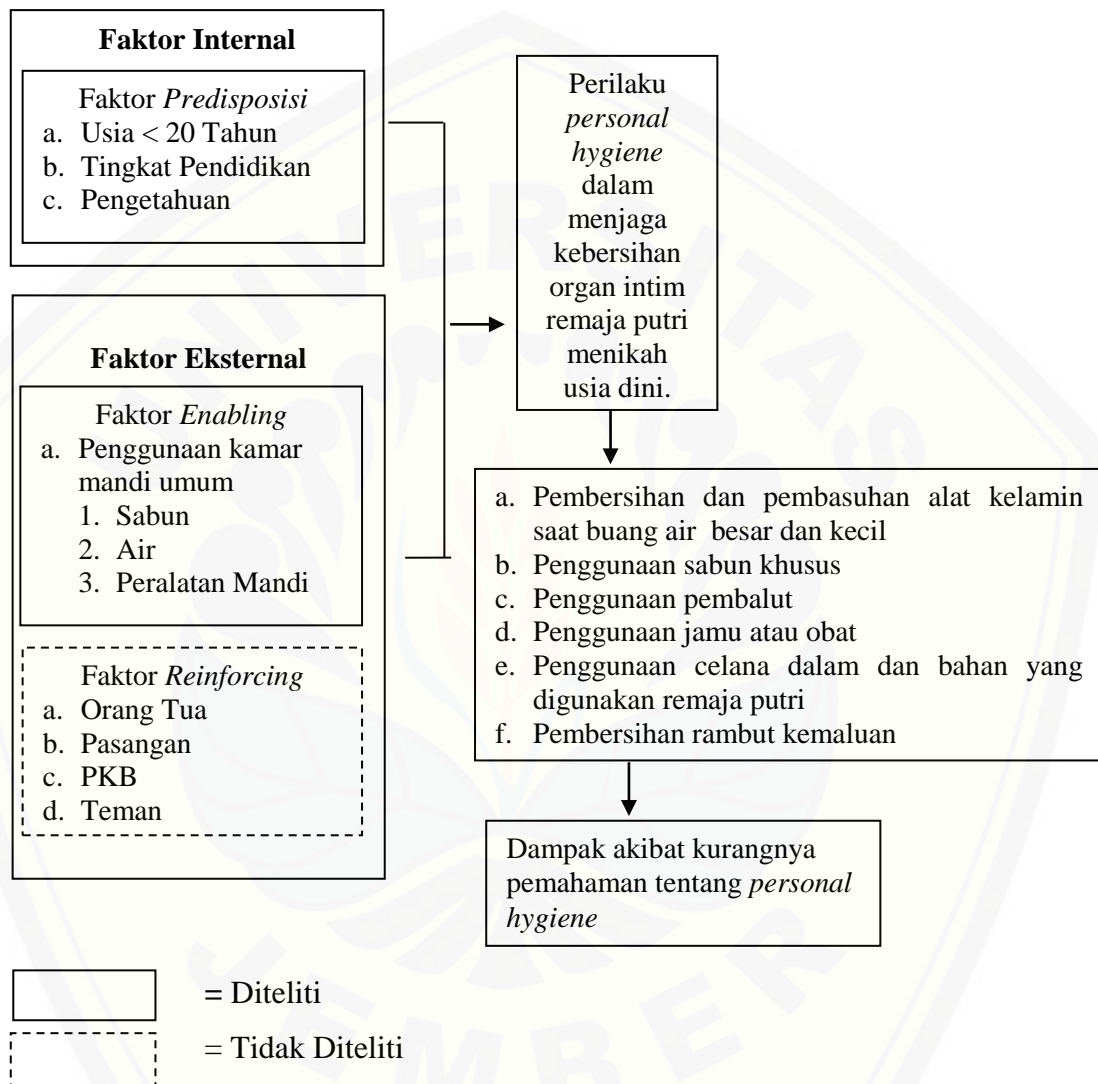 Faktor Internal
Faktor Predisposisi
a. Usia < 20 Tahun
b. Tingkat Pendidikan
c. Pengetahuan
Faktor Eksternal
Faktor Enabling
a. Penggunaan kamar
mandi umum
1. Sabun
2. Air
3. Peralatan Mandi
Faktor Reinforcing
a. Orang Tua
b. Pasangan
c. PKB
d. Teman
Perilaku
personal
hygiene
dalam
menjaga
kebersihan
organ intim
remaja putri
menikah
usia dini.
a. Pembersihan dan pembasuhan alat kelamin
saat buang air besar dan kecil
b. Penggunaan sabun khusus
c. Penggunaan pembalut
d. Penggunaan jamu atau obat
e. Penggunaan celana dalam dan bahan yang
digunakan remaja putri
f. Pembersihan rambut kemaluan
Dampak akibat kurangnya
pemahaman tentang personal
hygiene
= Diteliti
= Tidak Diteliti
UNIVERSITAS
JEMBER